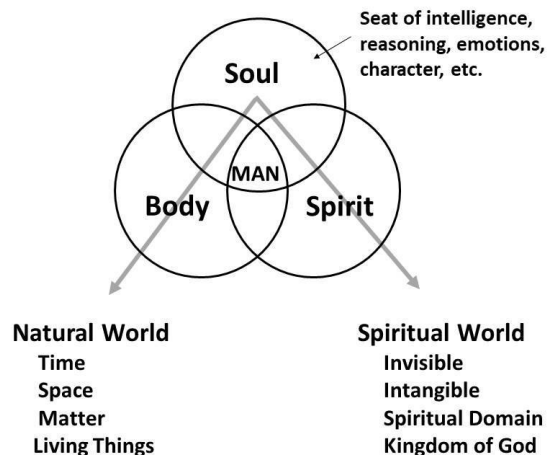 Seat of intelligence,
reasoning, emotions,
character, etc.
Soul
MAN
Body
Spirit
Natural World
Time
Space
Matter
Living Things
Spiritual World
Invisible
Intangible
Spiritual Domain
Kingdom of God